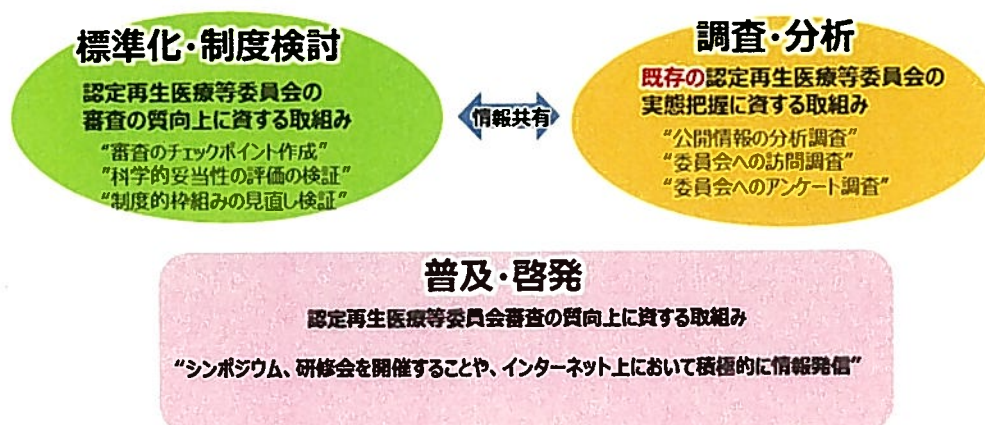 標準化・制度検討
認定再生医療等委員会の
審査の質向上に資する取組み
“審査のチェックポイント作成”
"科学的妥当性の評価の検証”
“制度的枠組みの見直し検証”
情報共有
調査・分析
既存の認定再生医療等委員会の
実態把握に資する取組み
“公開情報の分析調査”
“委員会への訪問調査”
“委員会へのアンケート調査”
普及・啓発
認定再生医療等委員会審査の質向上に資する取組み
“シンポジウム、研修会を開催することや、インターネット上において積極的に情報発信”